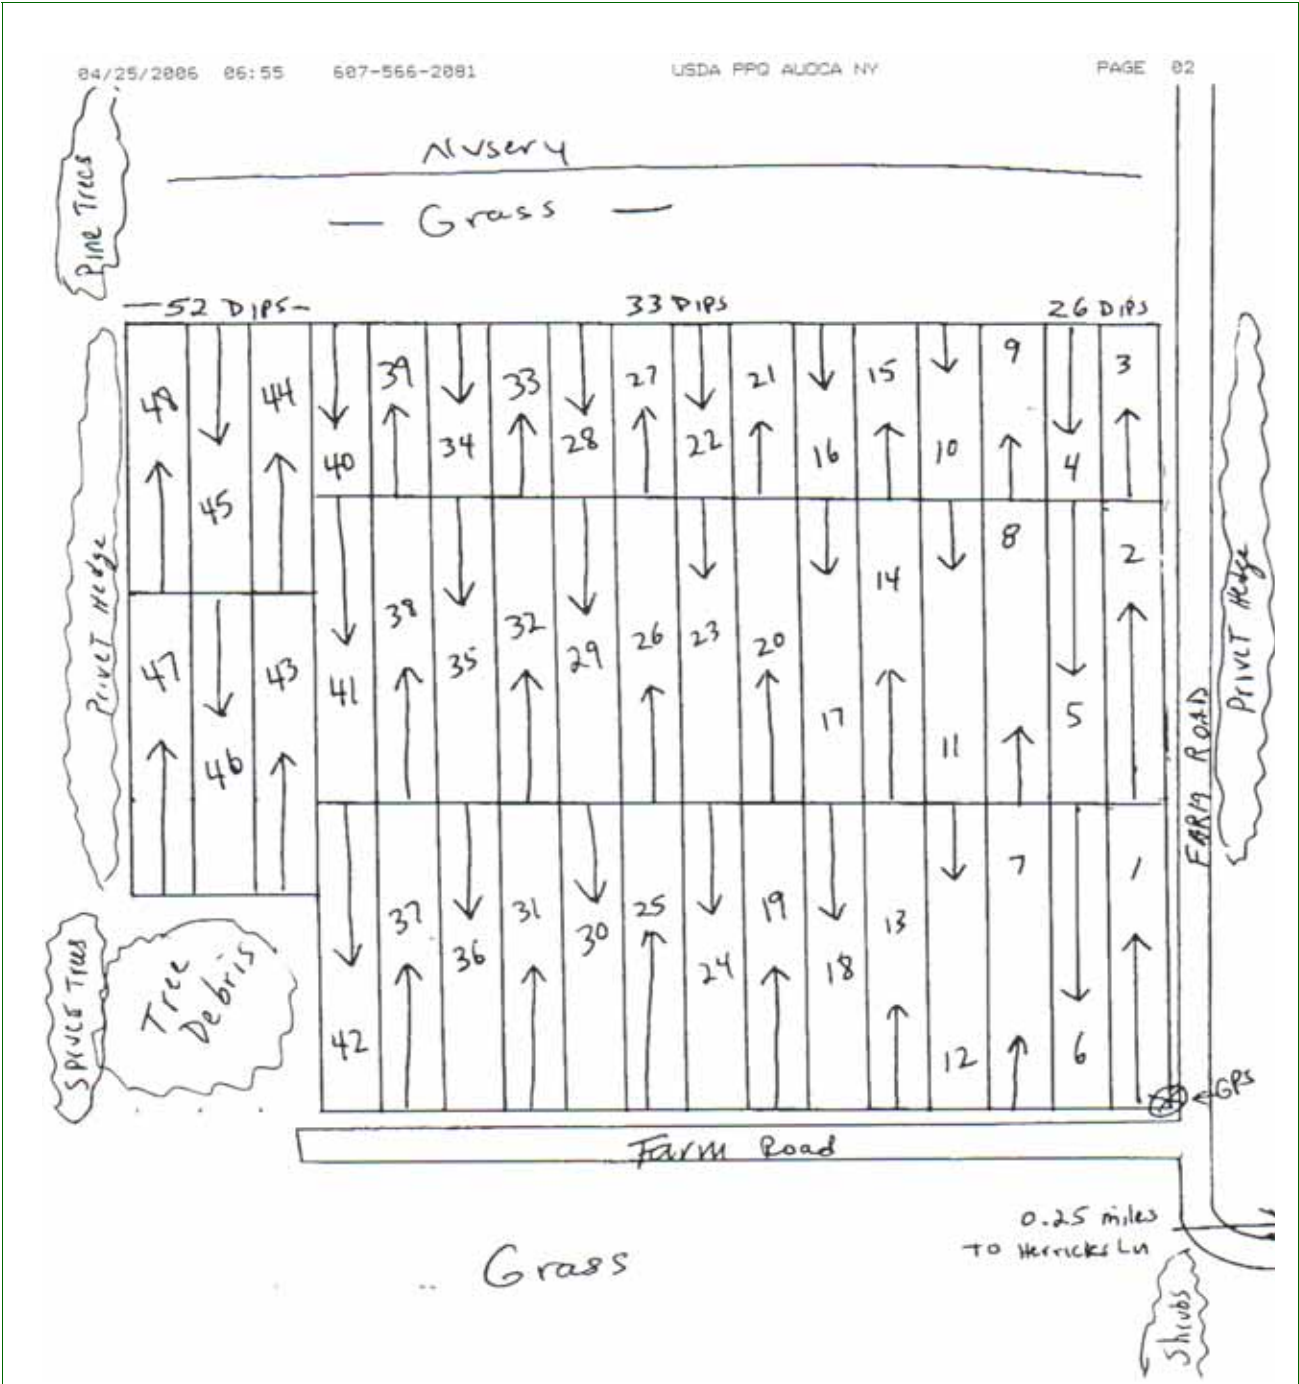 04/25/2006 06:55 607-566-2081 USDA PPQ AUOCA NY PAGE 02
Nusery
Pine Trees
— Grass —
—52 DIPS— 33 DIPS 26 DIPS
48 44 39 33 27 21 15 9 3
45 40 34 28 22 16 10 4
Privet Hedge
Privet Hedge
47 43 38 32 26 20 14 8 2
46 41 35 29 23 17 11 5
FARM ROAD
37 31 25 19 13 7 1
42 36 30 24 18 12 6
Spruce Trees
Tree
Debris
←GPS
Farm Road
0.25 miles
TO Herricks Ln
Grass
Shrubs